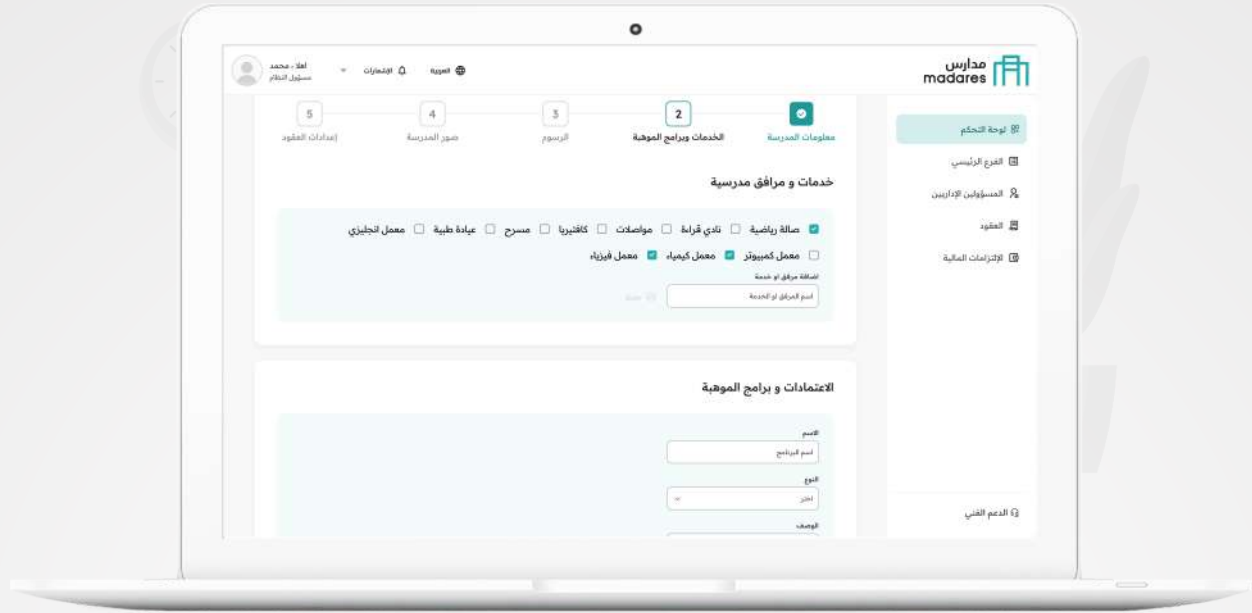 مدارس
madares
العربية
الإشعارات
اهلا ، محمد
مسؤول النظام
لوحة التحكم
الفرع الرئيسي
المسؤولين الإداريين
العقود
الإلتزامات المالية
الدعم الفني
2 3 4 5
معلومات المدرسة الخدمات وبرامج الموهبة الرسوم صور المدرسة إعدادات العقود
خدمات و مرافق مدرسية
صالة رياضية نادي قراءة مواصلات كافتيريا مسرح عيادة طبية معمل انجليزي
معمل كمبيوتر معمل كيمياء معمل فيزياء
اضافة مرفق او خدمة
اسم المرفق او الخدمة
الاعتمادات و برامج الموهبة
الاسم
اسم البرنامج
النوع
اختر
الوصف